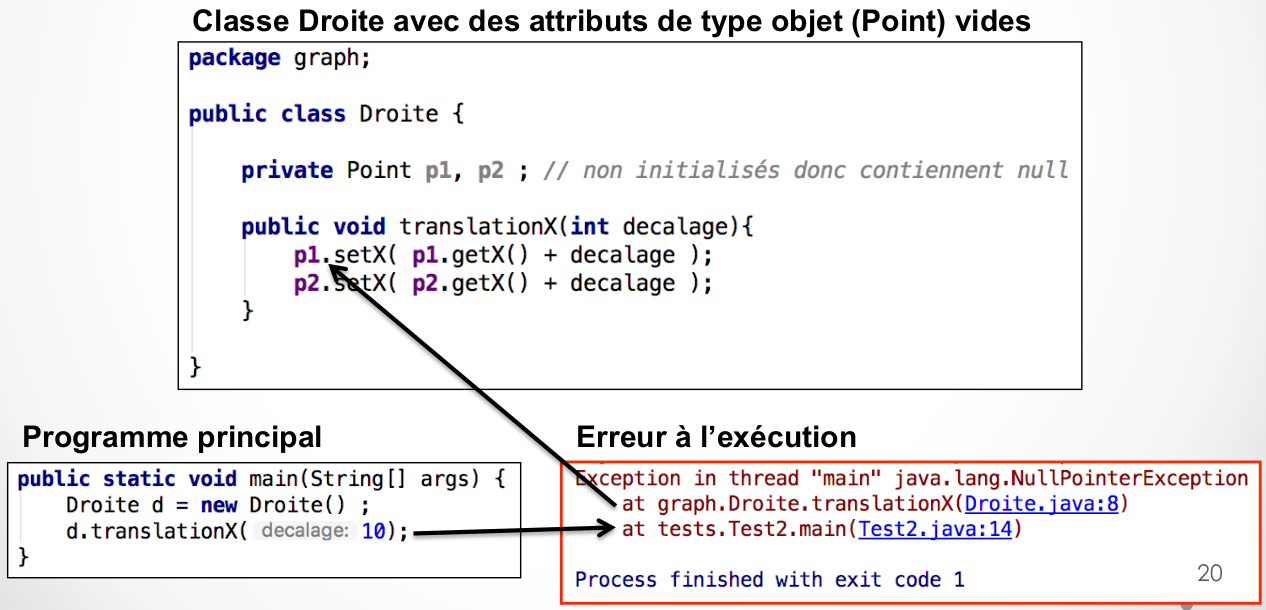 Classe Droite avec des attributs de type objet (Point) vides
package graph;
public class Droite {
private Point p1, p2 ; // non initialisés donc contiennent null
public void translationX(int decalage){
p1.setX( p1.getX() + decalage );
p2.setX( p2.getX() + decalage );
}
}
Programme principal
public static void main(String[] args) {
Droite d = new Droite() ;
d.translationX( decalage: 10);
}
Erreur à l’exécution
Exception in thread "main" java.lang.NullPointerException
at graph.Droite.translationX(Droite.java:8)
at tests.Test2.main(Test2.java:14)
Process finished with exit code 1
20